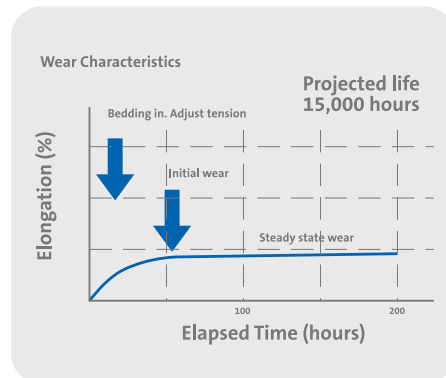 Wear Characteristics
Projected life
15,000 hours
Bedding in. Adjust tension
Initial wear
Steady state wear
Elongation (%)
100
200
Elapsed Time (hours)